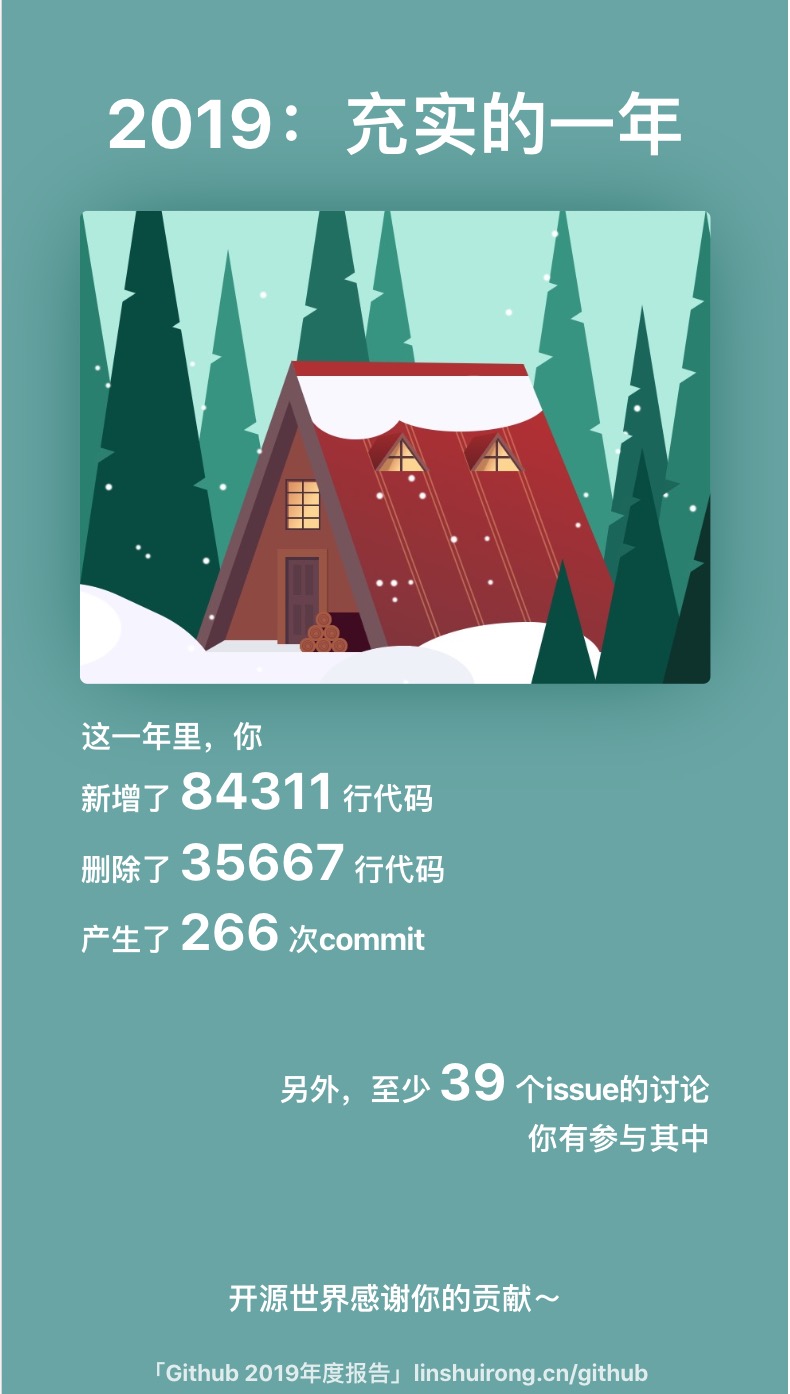 2019：充实的一年
这一年里，你
新增了 84311 行代码
删除了 35667 行代码
产生了 266 次commit
另外，至少 39 个issue的讨论
你有参与其中
开源世界感谢你的贡献～
「Github 2019年度报告」linshuirong.cn/github